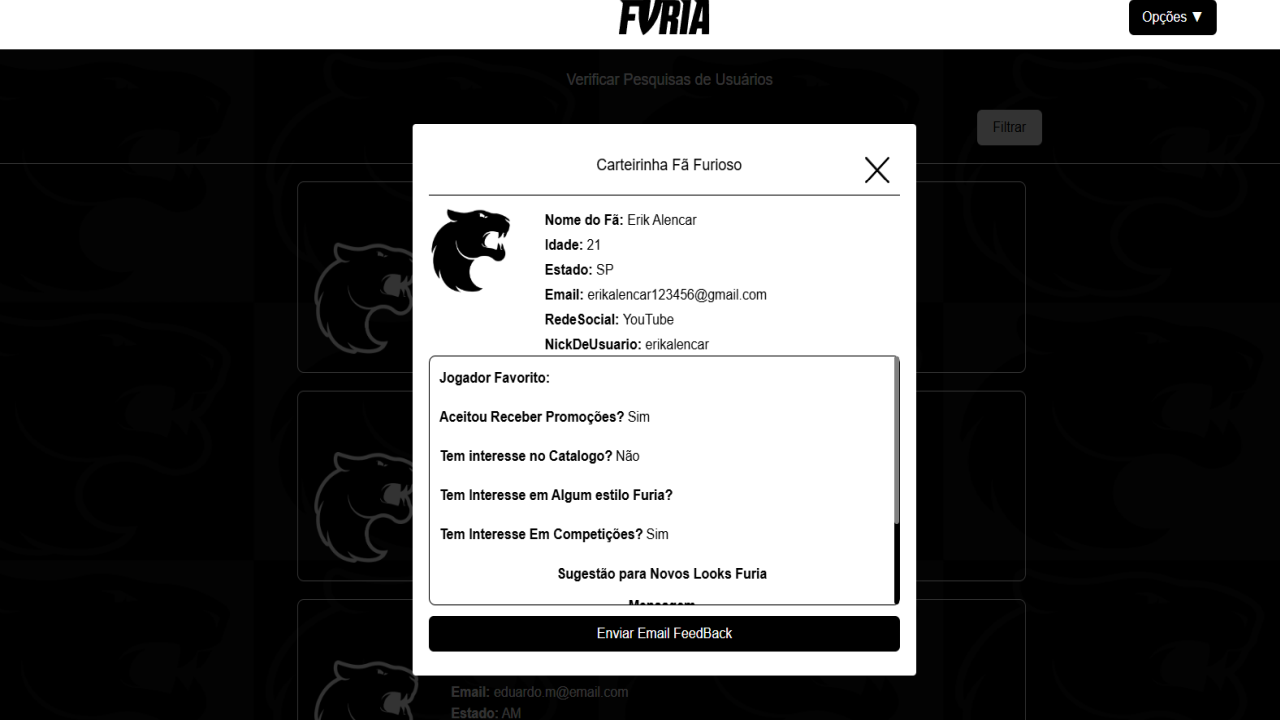 FURIA
Opções ▼
Verificar Pesquisas de Usuários
Filtrar
Carteirinha Fã Furioso
Nome do Fã: Erik Alencar
Idade: 21
Estado: SP
Email: erikalencar123456@gmail.com
RedeSocial: YouTube
NickDeUsuario: erikalencar
Jogador Favorito:
Aceitou Receber Promoções? Sim
Tem interesse no Catalogo? Não
Tem Interesse em Algum estilo Furia?
Tem Interesse Em Competições? Sim
Sugestão para Novos Looks Furia
Mensagem
Enviar Email FeedBack
Email: eduardo.m@email.com
Estado: AM